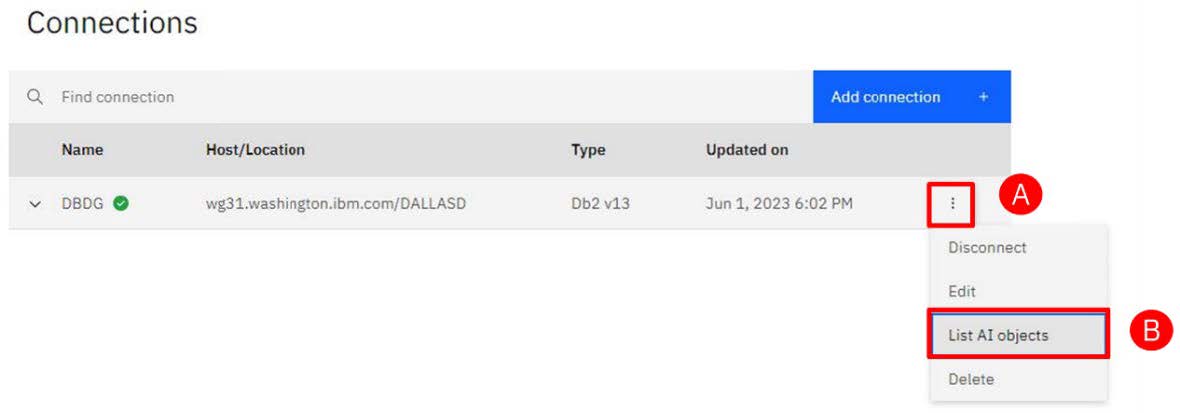 Connections
Find connection
Add connection +
Name Host/Location Type Updated on
DBDG wg31.washington.ibm.com/DALLASD Db2 v13 Jun 1, 2023 6:02 PM
A
Disconnect
Edit
List AI objects
B
Delete